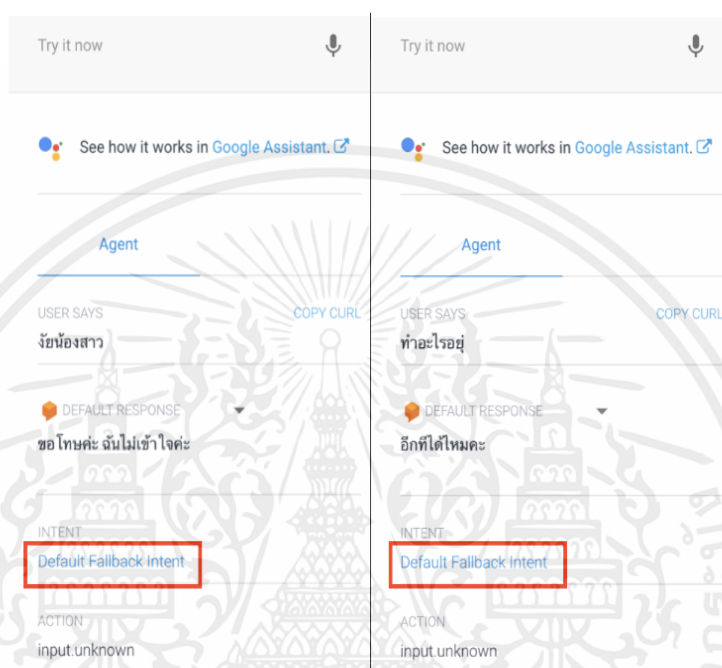 Try it now
See how it works in Google Assistant.
Agent
USER SAYS COPY CURL
งัยน้องสาว
DEFAULT RESPONSE
ขอโทษค่ะ ฉันไม่เข้าใจค่ะ
INTENT
Default Fallback Intent
ACTION
input.unknown
Try it now
See how it works in Google Assistant.
Agent
USER SAYS COPY CURL
ทำอะไรอยู่
DEFAULT RESPONSE
อีกทีได้ไหมคะ
INTENT
Default Fallback Intent
ACTION
input.unknown